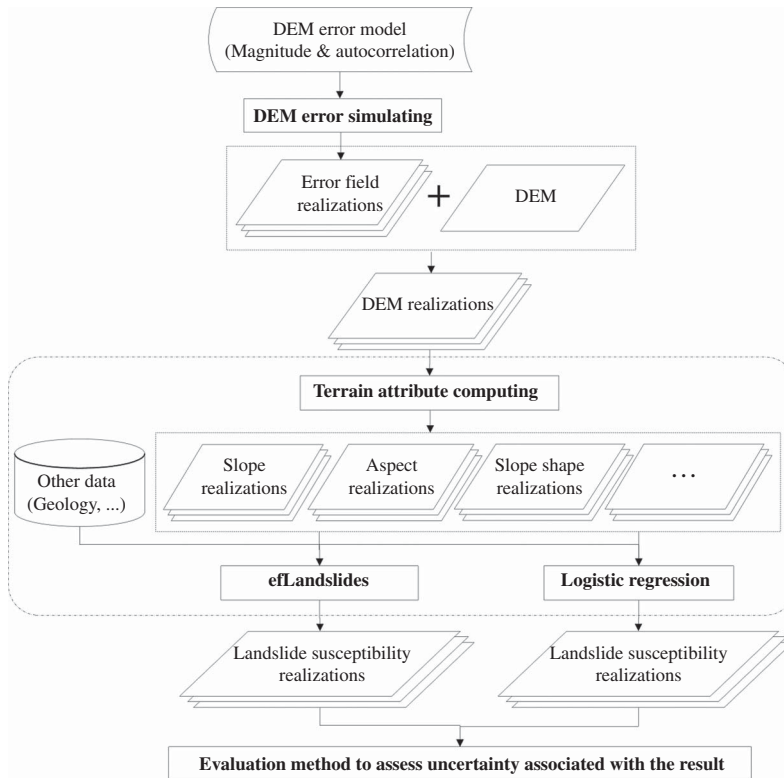 DEM error model
(Magnitude & autocorrelation)
DEM error simulating
Error field
realizations
+
DEM
DEM realizations
Terrain attribute computing
Other data
(Geology, ...)
Slope
realizations
Aspect
realizations
Slope shape
realizations
...
efLandslides
Logistic regression
Landslide susceptibility
realizations
Landslide susceptibility
realizations
Evaluation method to assess uncertainty associated with the result